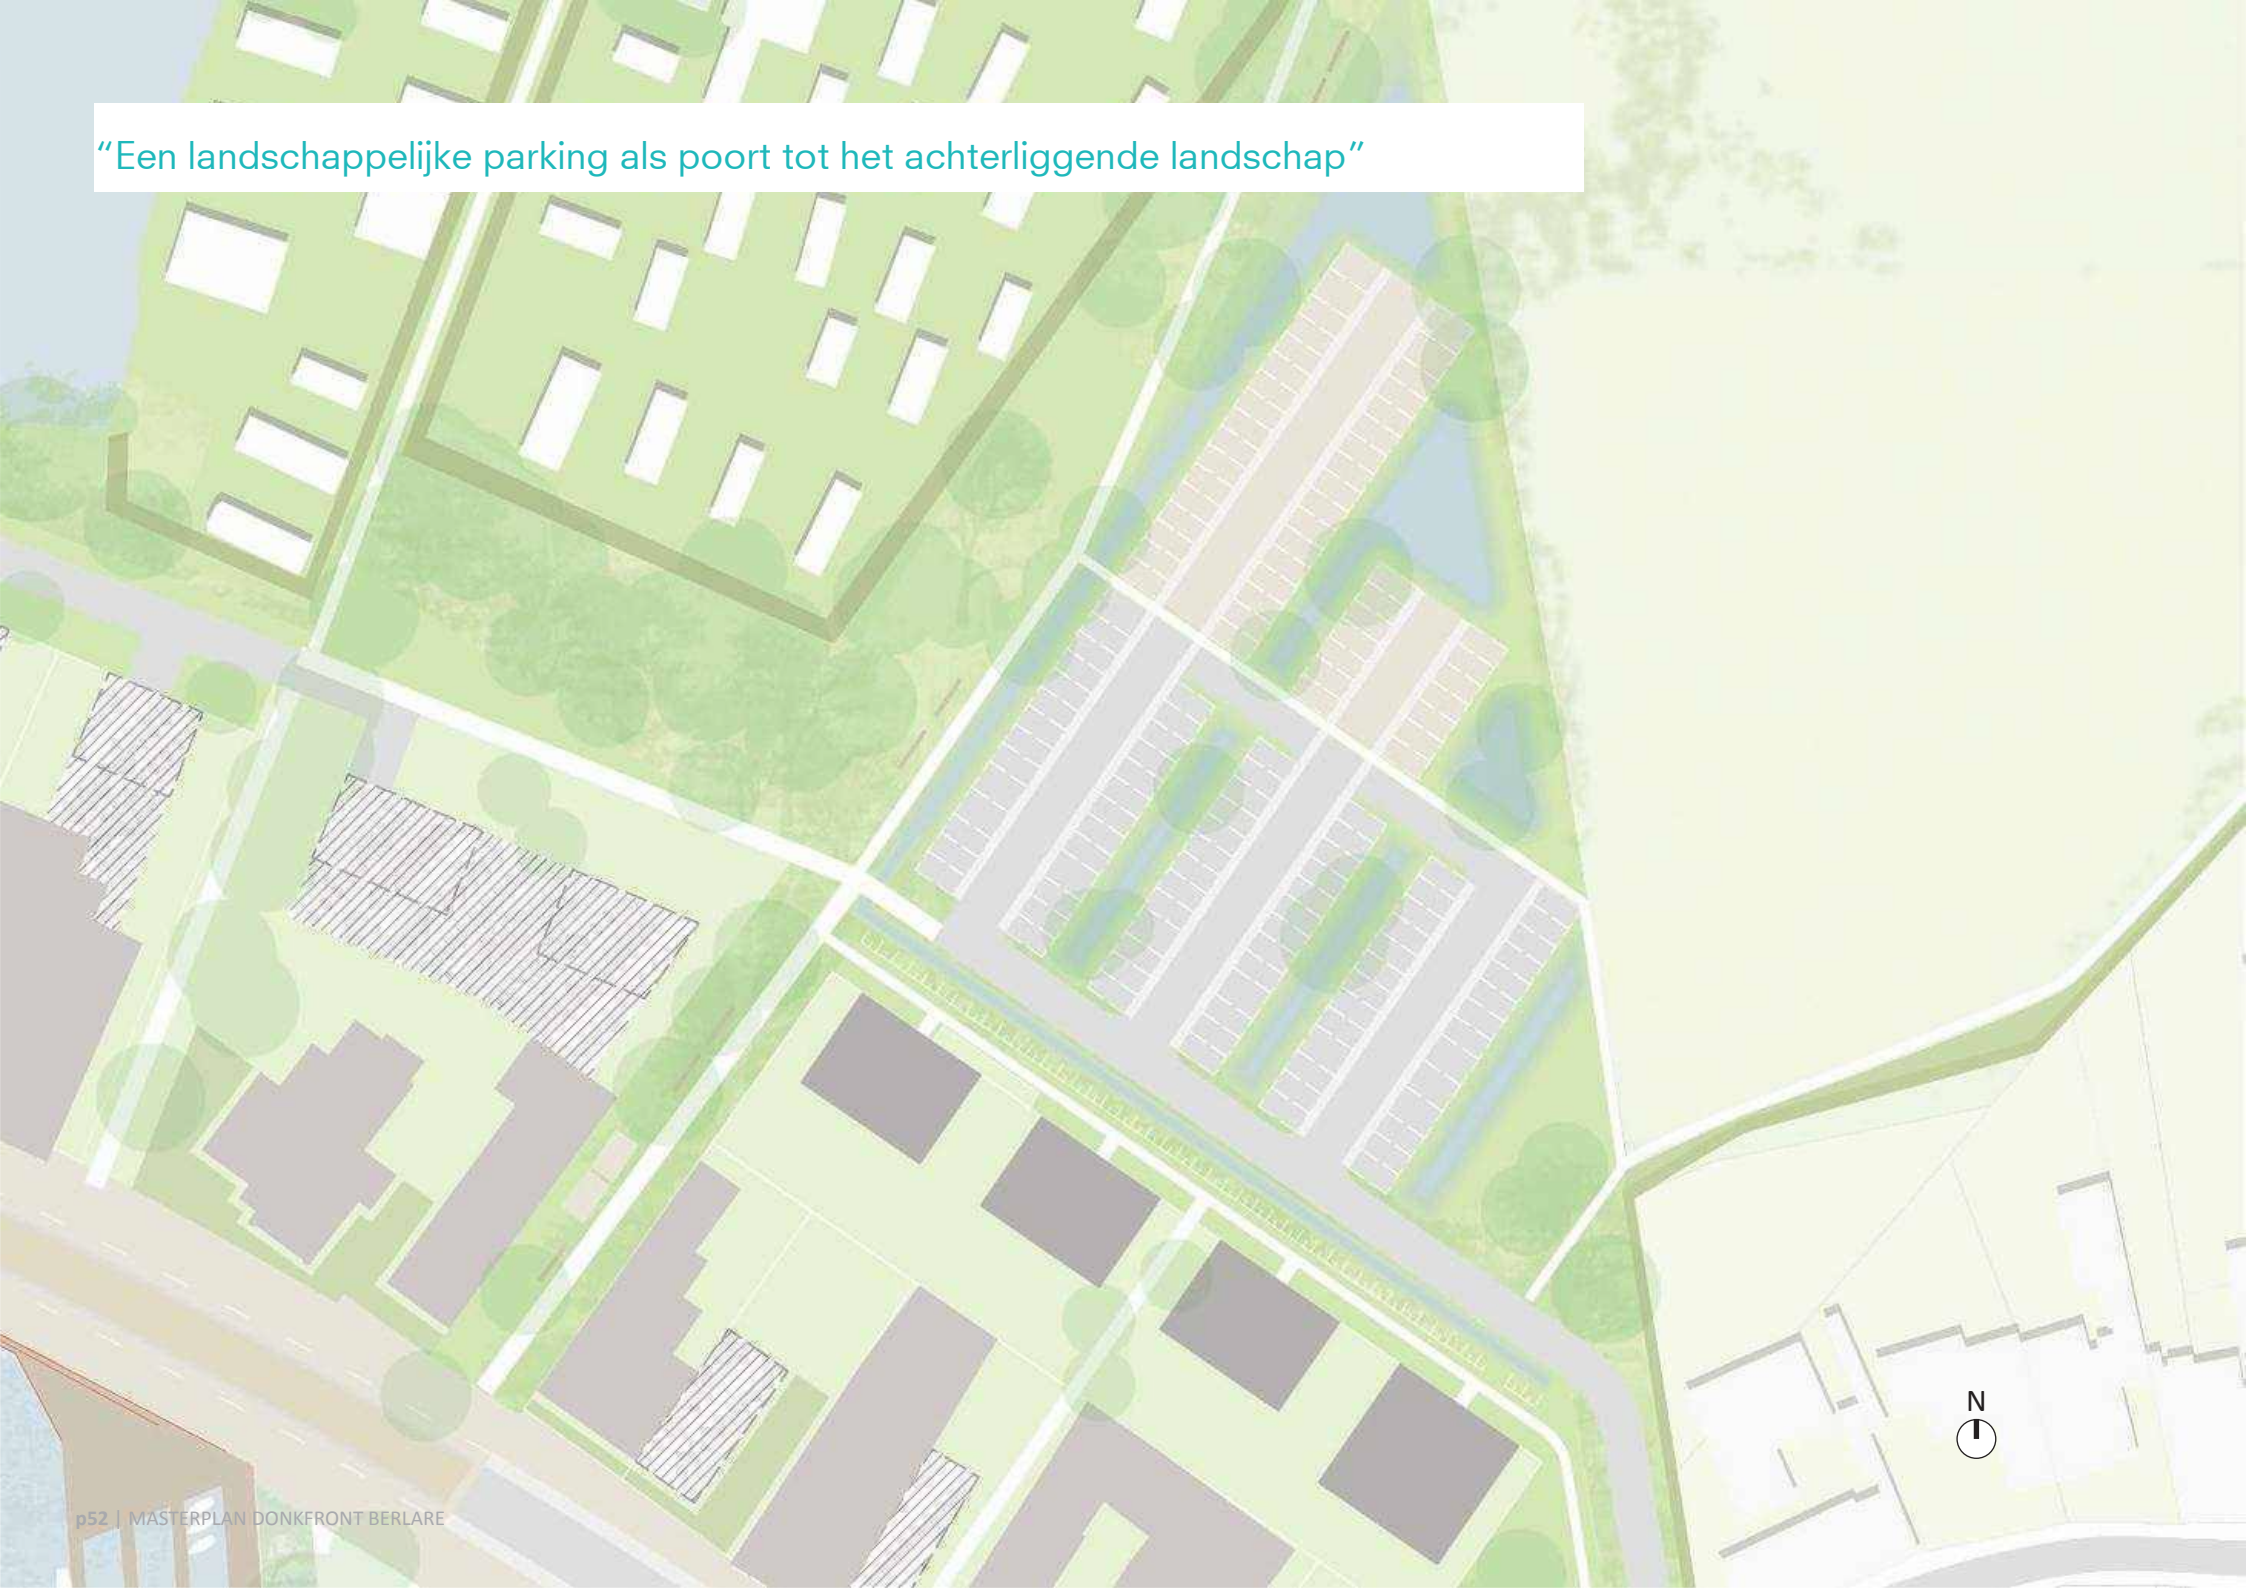 “Een landschappelijke parking als poort tot het achterliggende landschap”
N
p52 | MASTERPLAN DONKFRONT BERLARE